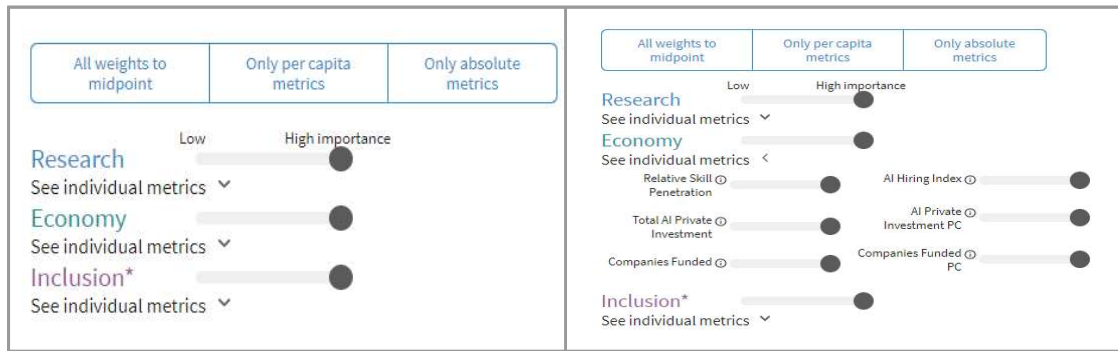 All weights to
midpoint
Only per capita
metrics
Only absolute
metrics
Low
High importance
Research
See individual metrics
Economy
See individual metrics
Inclusion*
See individual metrics
All weights to
midpoint
Only per capita
metrics
Only absolute
metrics
Low
High importance
Research
See individual metrics
Economy
See individual metrics
Relative Skill
Penetration
AI Hiring Index
Total AI Private
Investment
AI Private
Investment PC
Companies Funded
Companies Funded
PC
Inclusion*
See individual metrics